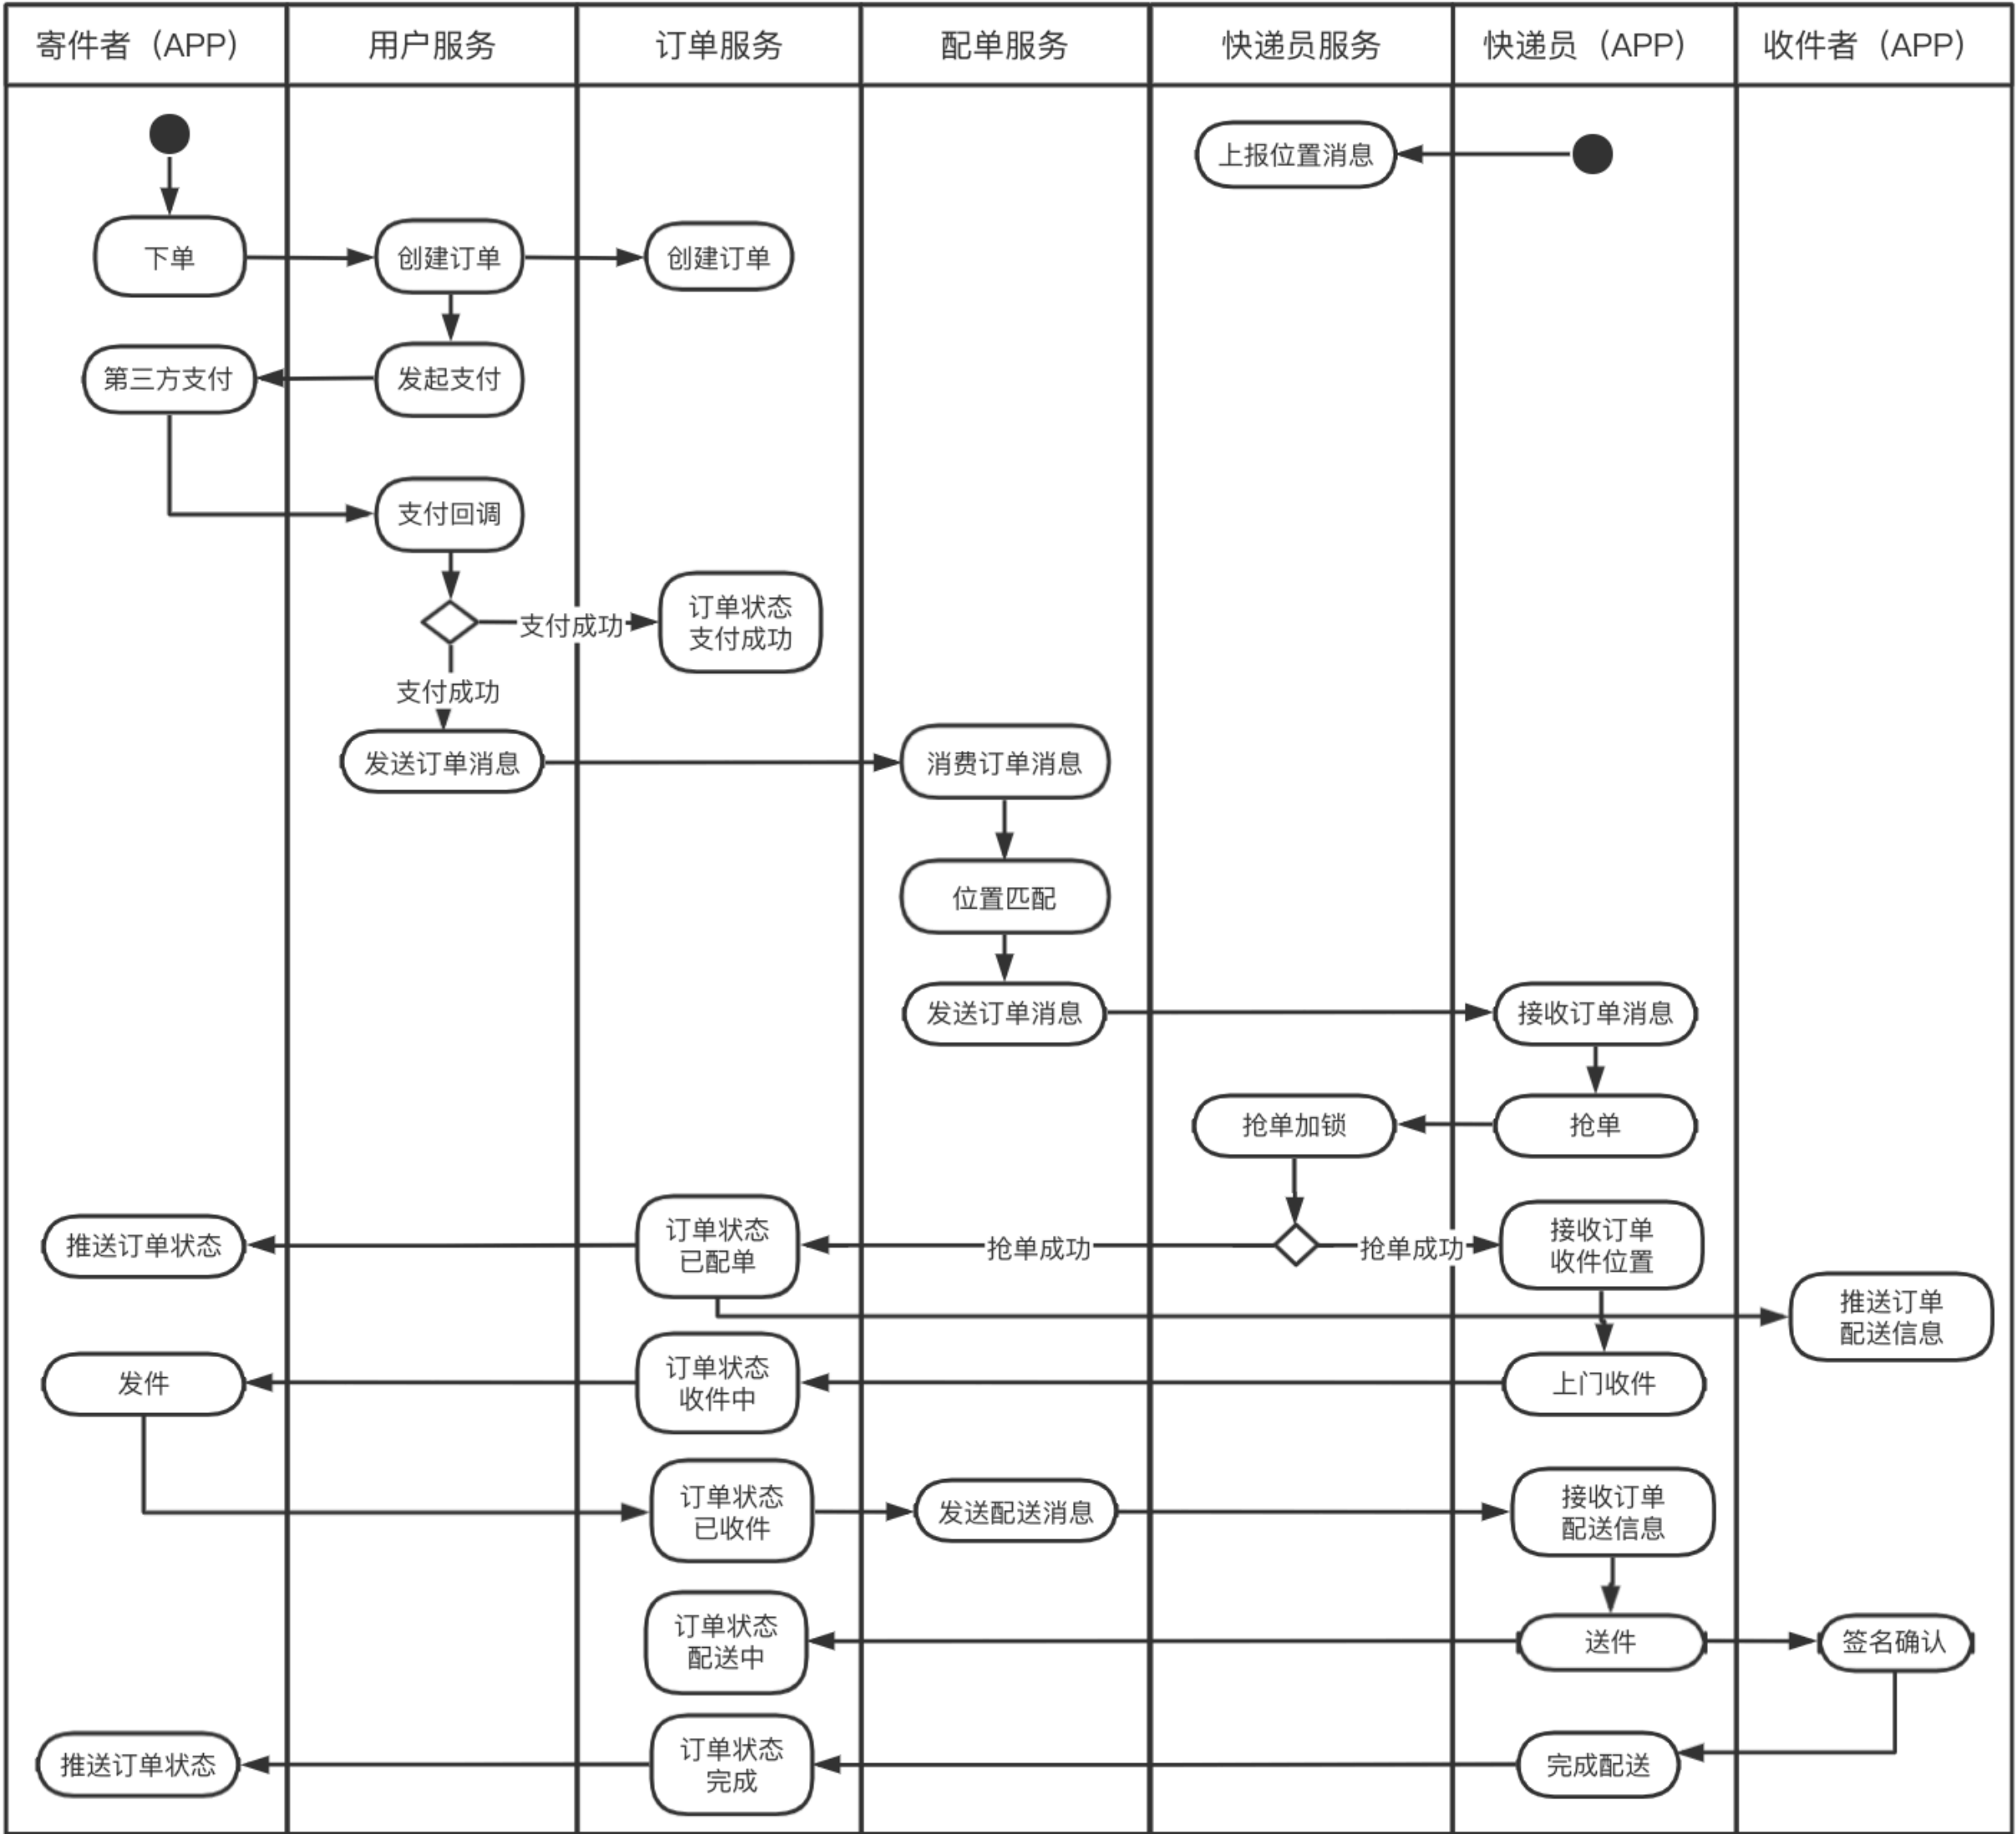 寄件者（APP）
用户服务
订单服务
配单服务
快递员服务
快递员（APP）
收件者（APP）
上报位置消息
下单
创建订单
创建订单
第三方支付
发起支付
支付回调
支付成功
订单状态
支付成功
支付成功
发送订单消息
消费订单消息
位置匹配
发送订单消息
接收订单消息
抢单加锁
抢单
推送订单状态
订单状态
已配单
抢单成功
抢单成功
接收订单
收件位置
推送订单
配送信息
发件
订单状态
收件中
上门收件
订单状态
已收件
发送配送消息
接收订单
配送信息
订单状态
配送中
送件
签名确认
推送订单状态
订单状态
完成
完成配送